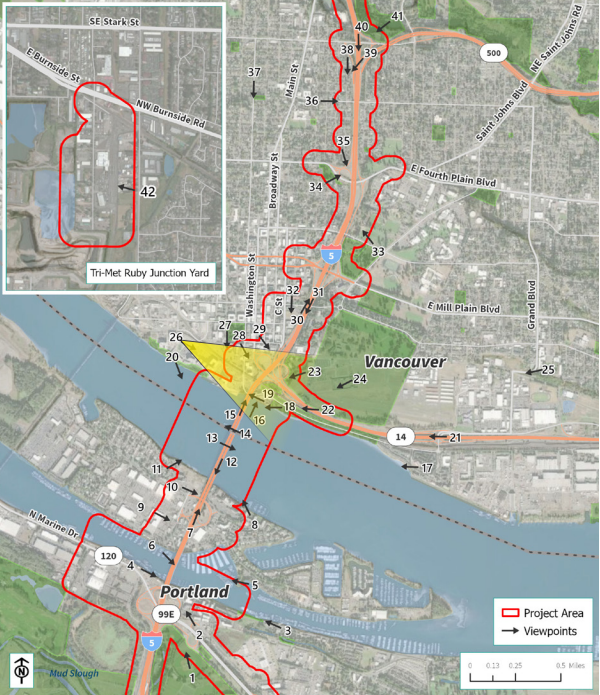 SE Stark St
E Burnside St
NW Burnside Rd
42
Tri-Met Ruby Junction Yard
40
41
38
39
500
NE Saint Johns Rd
37
Main St
36
Saint Johns Blvd
35
E Fourth Plain Blvd
34
Broadway St
33
5
Washington St
C St
32
31
30
E Mill Plain Blvd
Grand Blvd
26
27
28
29
Vancouver
20
23
24
25
19
18
22
15
16
14
21
14
13
17
12
11
10
9
8
7
N Marine Dr
6
120
4
5
Portland
99E
2
3
5
1
N
Mud Slough
Project Area
Viewpoints
0 0.13 0.25 0.5 Miles